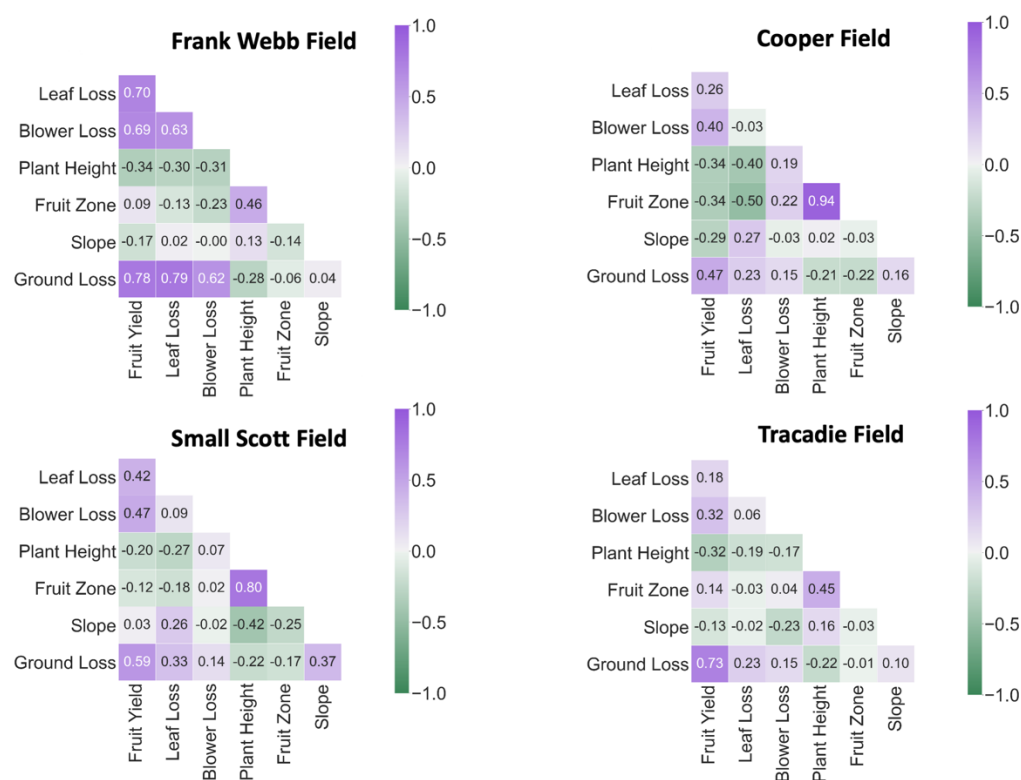 Frank Webb Field
1.0
Leaf Loss 0.70
Blower Loss 0.69 0.63
0.5
Plant Height -0.34 -0.30 -0.31
0.0
Fruit Zone 0.09 -0.13 -0.23 0.46
Slope -0.17 0.02 -0.00 0.13 -0.14
-0.5
Ground Loss 0.78 0.79 0.62 -0.28 -0.06 0.04
-1.0
Fruit Yield
Leaf Loss
Blower Loss
Plant Height
Fruit Zone
Slope
Cooper Field
1.0
Leaf Loss 0.26
Blower Loss 0.40 -0.03
0.5
Plant Height -0.34 -0.40 0.19
0.0
Fruit Zone -0.34 -0.50 0.22 0.94
Slope -0.29 0.27 -0.03 0.02 -0.03
-0.5
Ground Loss 0.47 0.23 0.15 -0.21 -0.22 0.16
-1.0
Fruit Yield
Leaf Loss
Blower Loss
Plant Height
Fruit Zone
Slope
Small Scott Field
1.0
Leaf Loss 0.42
Blower Loss 0.47 0.09
0.5
Plant Height -0.20 -0.27 0.07
0.0
Fruit Zone -0.12 -0.18 0.02 0.80
Slope 0.03 0.26 -0.02 -0.42 -0.25
-0.5
Ground Loss 0.59 0.33 0.14 -0.22 -0.17 0.37
-1.0
Fruit Yield
Leaf Loss
Blower Loss
Plant Height
Fruit Zone
Slope
Tracadie Field
1.0
Leaf Loss 0.18
Blower Loss 0.32 0.06
0.5
Plant Height -0.32 -0.19 -0.17
0.0
Fruit Zone 0.14 -0.03 0.04 0.45
Slope -0.13 -0.02 -0.23 0.16 -0.03
-0.5
Ground Loss 0.73 0.23 0.15 -0.22 -0.01 0.10
-1.0
Fruit Yield
Leaf Loss
Blower Loss
Plant Height
Fruit Zone
Slope